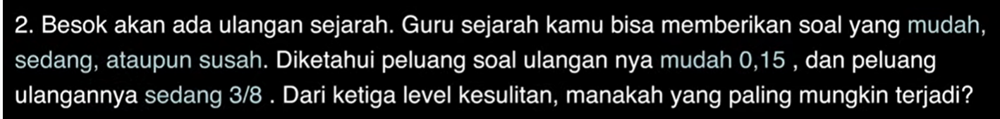 2. Besok akan ada ulangan sejarah. Guru sejarah kamu bisa memberikan soal yang mudah,
sedang, ataupun susah. Diketahui peluang soal ulangan nya mudah 0,15 , dan peluang
ulangannya sedang 3/8 . Dari ketiga level kesulitan, manakah yang paling mungkin terjadi?